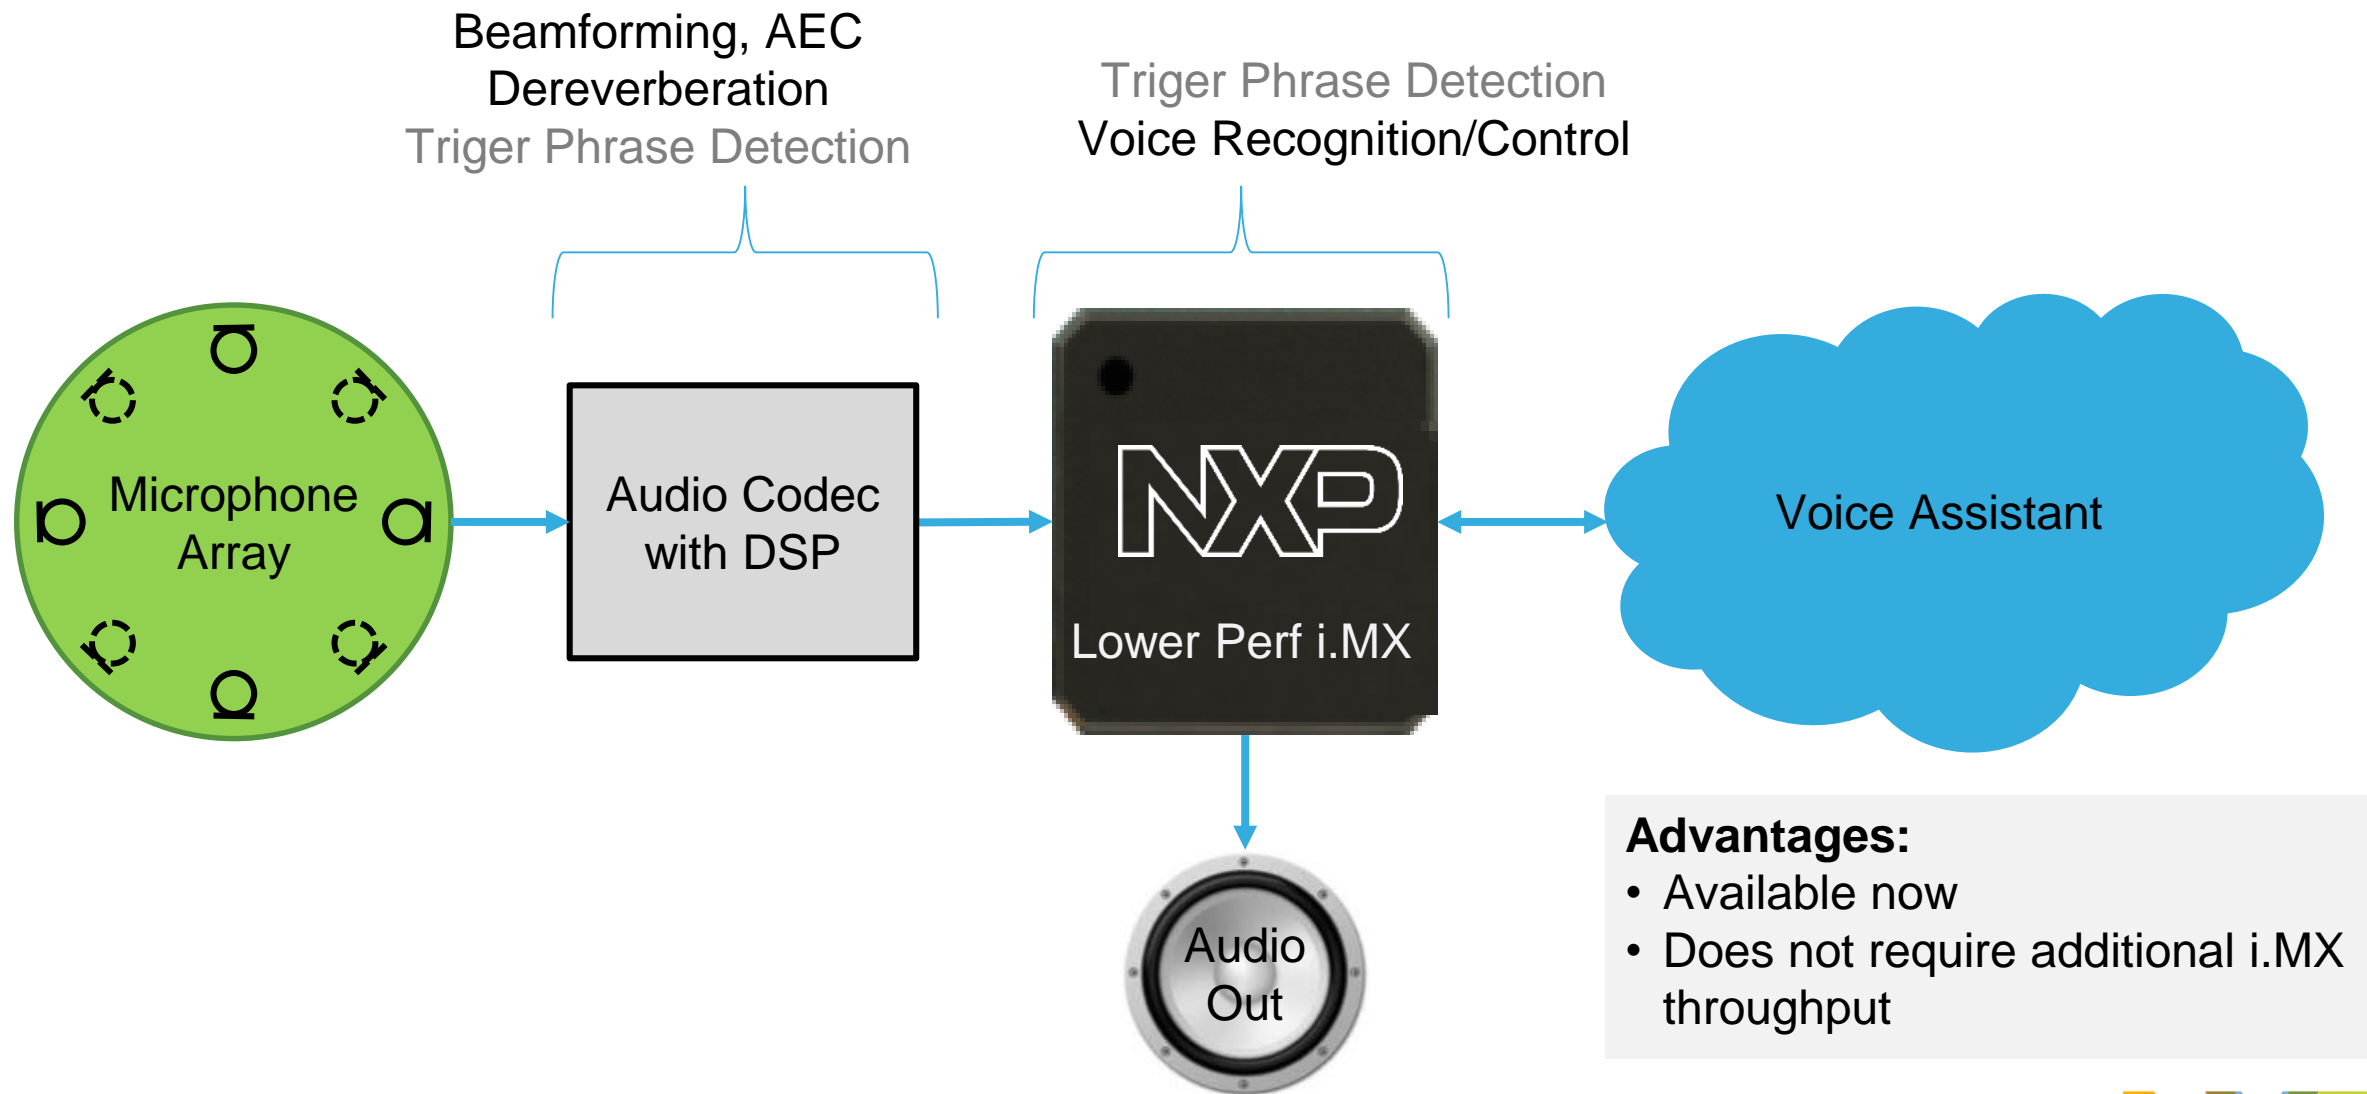 Beamforming, AEC
Dereverberation
Triger Phrase Detection
Triger Phrase Detection
Voice Recognition/Control
Microphone
Array
Audio Codec
with DSP
NXP
Lower Perf i.MX
Voice Assistant
Audio
Out
Advantages:
• Available now
• Does not require additional i.MX
throughput